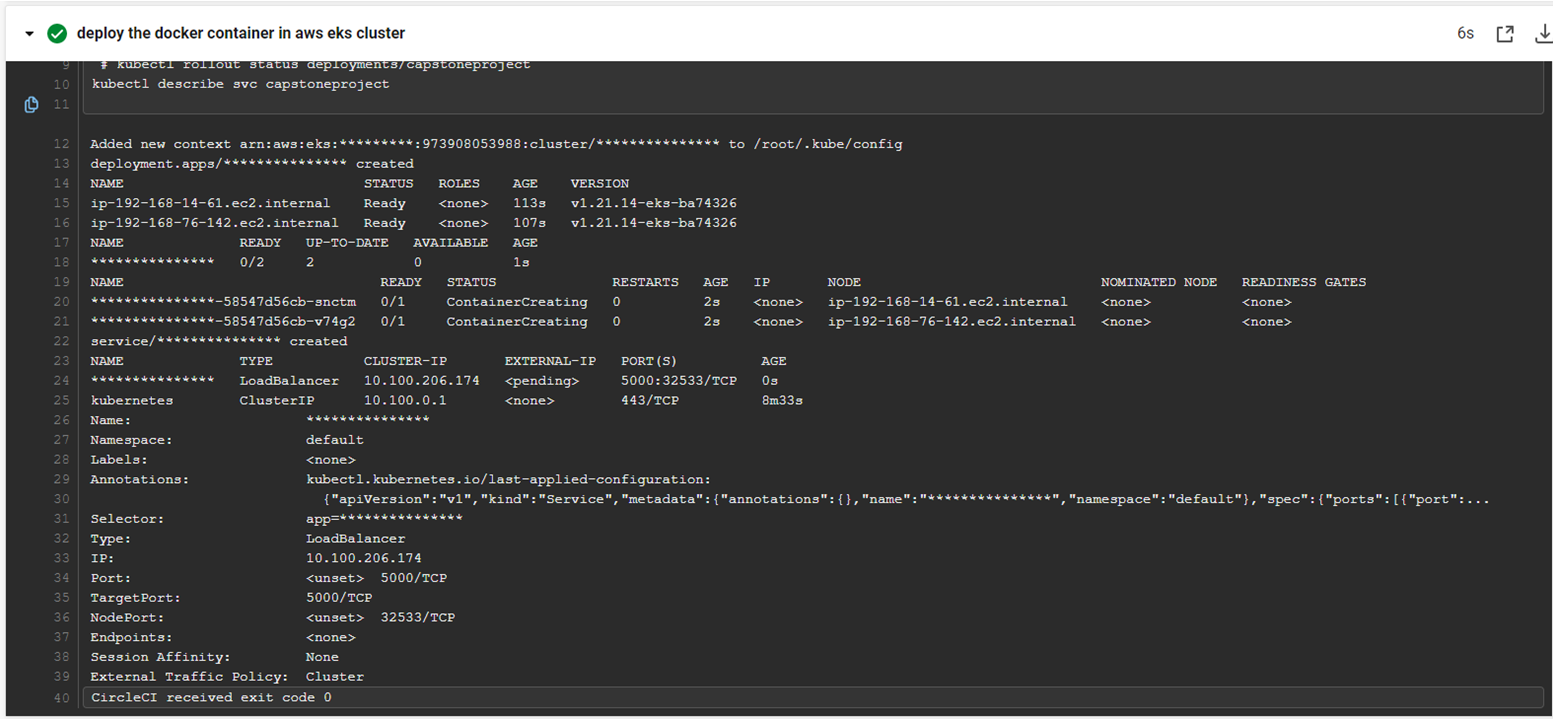 deploy the docker container in aws eks cluster 6s
9 # kubectl rollout status deployments/capstoneproject
10 kubectl describe svc capstoneproject
11
12 Added new context arn:aws:eks:*********:973908053988:cluster/*************** to /root/.kube/config
13 deployment.apps/*************** created
14 NAME STATUS ROLES AGE VERSION
15 ip-192-168-14-61.ec2.internal Ready <none> 113s v1.21.14-eks-ba74326
16 ip-192-168-76-142.ec2.internal Ready <none> 107s v1.21.14-eks-ba74326
17 NAME READY UP-TO-DATE AVAILABLE AGE
18 *************** 0/2 2 0 1s
19 NAME READY STATUS RESTARTS AGE IP NODE NOMINATED NODE READINESS GATES
20 ***************-58547d56cb-snctm 0/1 ContainerCreating 0 2s <none> ip-192-168-14-61.ec2.internal <none> <none>
21 ***************-58547d56cb-v74g2 0/1 ContainerCreating 0 2s <none> ip-192-168-76-142.ec2.internal <none> <none>
22 service/*************** created
23 NAME TYPE CLUSTER-IP EXTERNAL-IP PORT(S) AGE
24 *************** LoadBalancer 10.100.206.174 <pending> 5000:32533/TCP 0s
25 kubernetes ClusterIP 10.100.0.1 <none> 443/TCP 8m33s
26 Name: ***************
27 Namespace: default
28 Labels: <none>
29 Annotations: kubectl.kubernetes.io/last-applied-configuration:
30 {"apiVersion":"v1","kind":"Service","metadata":{"annotations":{},"name":"***************","namespace":"default"},"spec":{"ports":[{"port":...
31 Selector: app=***************
32 Type: LoadBalancer
33 IP: 10.100.206.174
34 Port: <unset> 5000/TCP
35 TargetPort: 5000/TCP
36 NodePort: <unset> 32533/TCP
37 Endpoints: <none>
38 Session Affinity: None
39 External Traffic Policy: Cluster
40 CircleCI received exit code 0